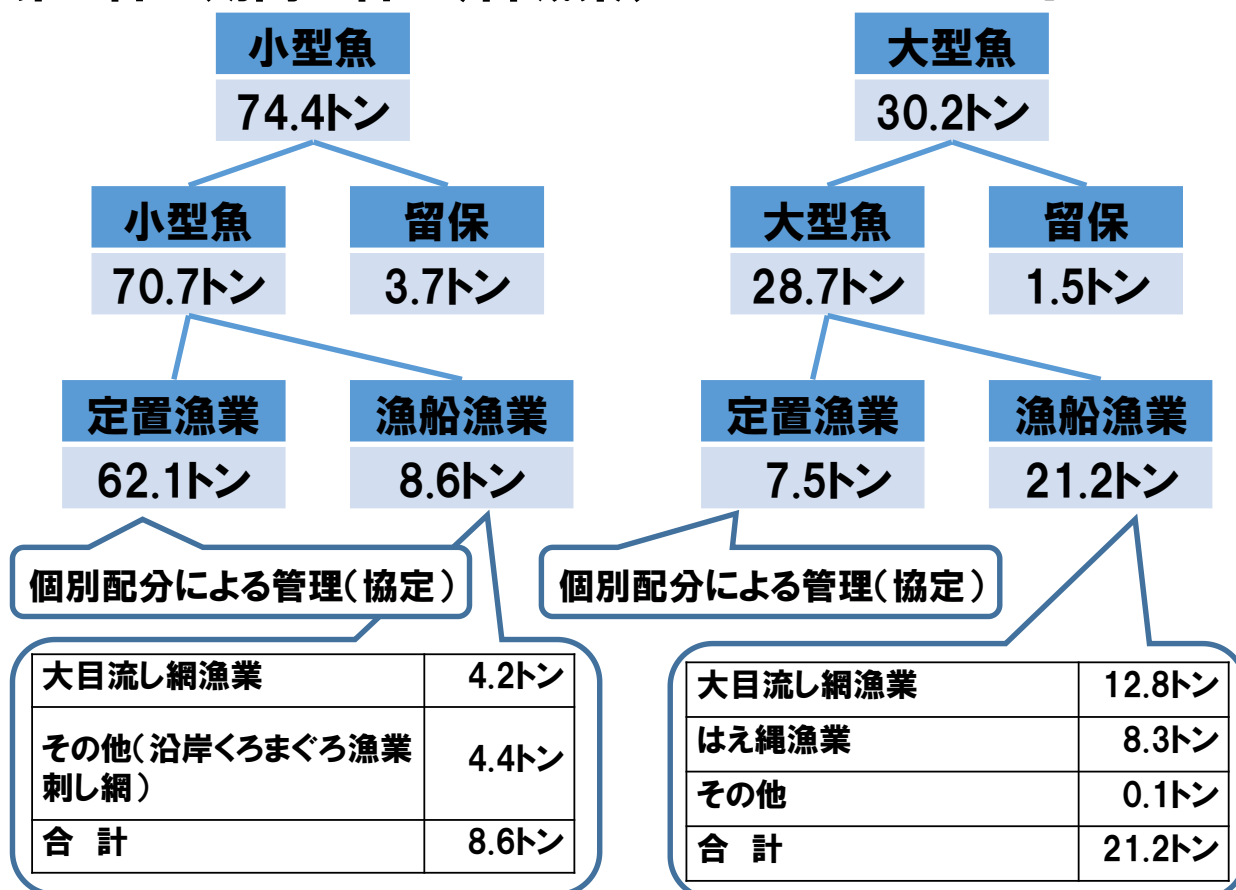 小型魚
74.4トン
大型魚
30.2トン
小型魚
70.7トン
留保
3.7トン
大型魚
28.7トン
留保
1.5トン
定置漁業
62.1トン
漁船漁業
8.6トン
定置漁業
7.5トン
漁船漁業
21.2トン
個別配分による管理(協定)
個別配分による管理(協定)
大目流し網漁業 4.2トン
その他(沿岸くろまぐろ漁業
刺し網) 4.4トン
合 計 8.6トン
大目流し網漁業 12.8トン
はえ縄漁業 8.3トン
その他 0.1トン
合 計 21.2トン